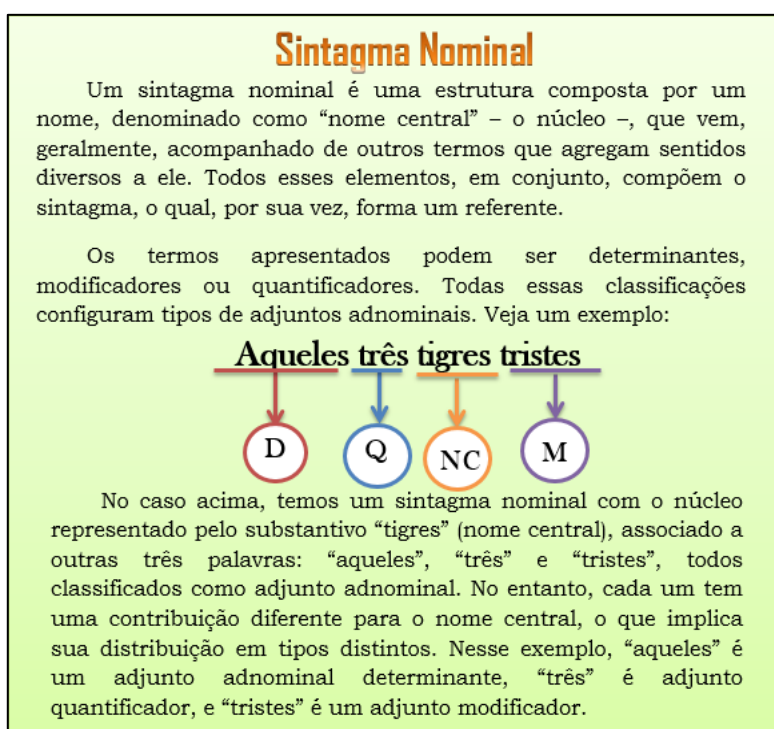 Sintagma Nominal
Um sintagma nominal é uma estrutura composta por um
nome, denominado como “nome central” – o núcleo –, que vem,
geralmente, acompanhado de outros termos que agregam sentidos
diversos a ele. Todos esses elementos, em conjunto, compõem o
sintagma, o qual, por sua vez, forma um referente.
Os termos apresentados podem ser determinantes,
modificadores ou quantificadores. Todas essas classificações
configuram tipos de adjuntos adnominais. Veja um exemplo:
Aqueles três tigres tristes
D Q NC M
No caso acima, temos um sintagma nominal com o núcleo
representado pelo substantivo “tigres” (nome central), associado a
outras três palavras: “aqueles”, “três” e “tristes”, todos
classificados como adjunto adnominal. No entanto, cada um tem
uma contribuição diferente para o nome central, o que implica
sua distribuição em tipos distintos. Nesse exemplo, “aqueles” é
um adjunto adnominal determinante, “três” é adjunto
quantificador, e “tristes” é um adjunto modificador.